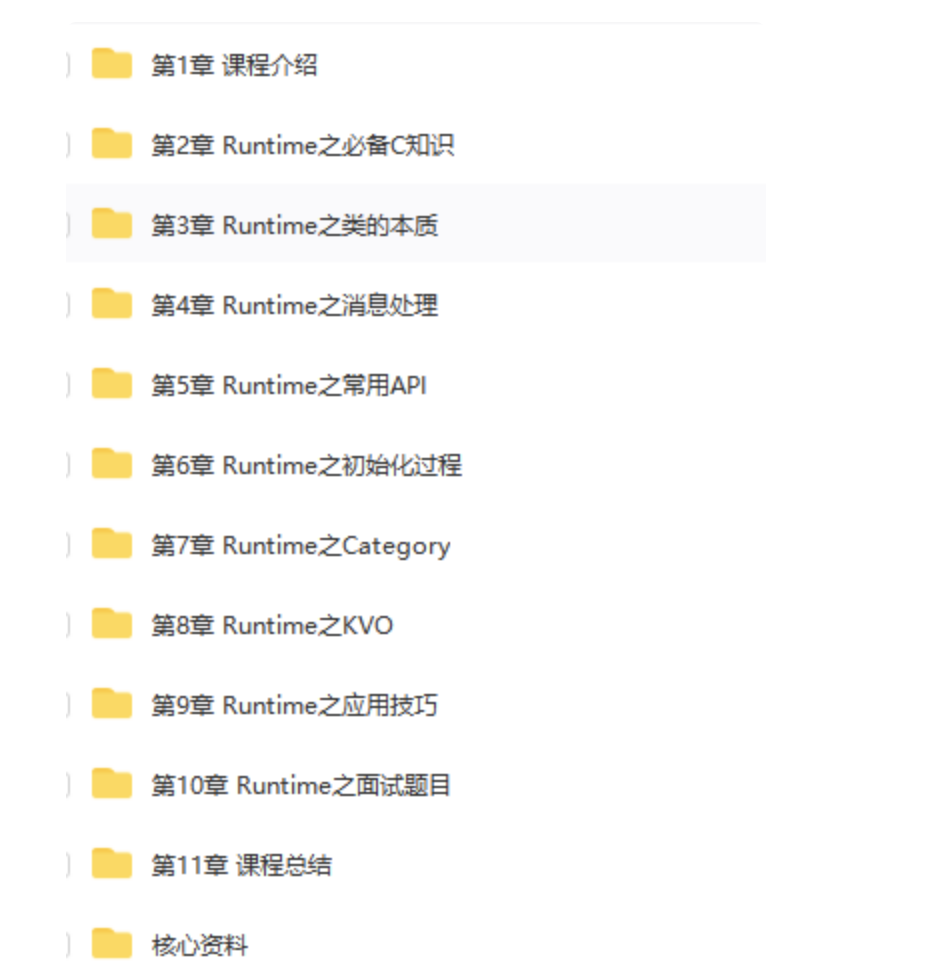 第1章 课程介绍
第2章 Runtime之必备C知识
第3章 Runtime之类的本质
第4章 Runtime之消息处理
第5章 Runtime之常用API
第6章 Runtime之初始化过程
第7章 Runtime之Category
第8章 Runtime之KVO
第9章 Runtime之应用技巧
第10章 Runtime之面试题目
第11章 课程总结
核心资料